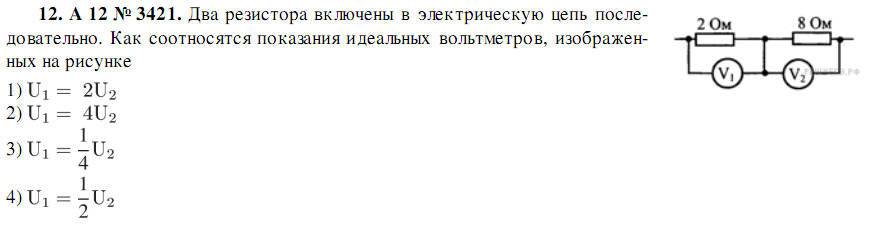 12. A 12 № 3421. Два резистора включены в электрическую цепь после-
довательно. Как соотносятся показания идеальных вольтметров, изображен-
ных на рисунке
1) U₁ = 2U₂
2) U₁ = 4U₂
3) U₁ = 1/4 U₂
4) U₁ = 1/2 U₂
2 Ом 8 Ом
V₁ V₂